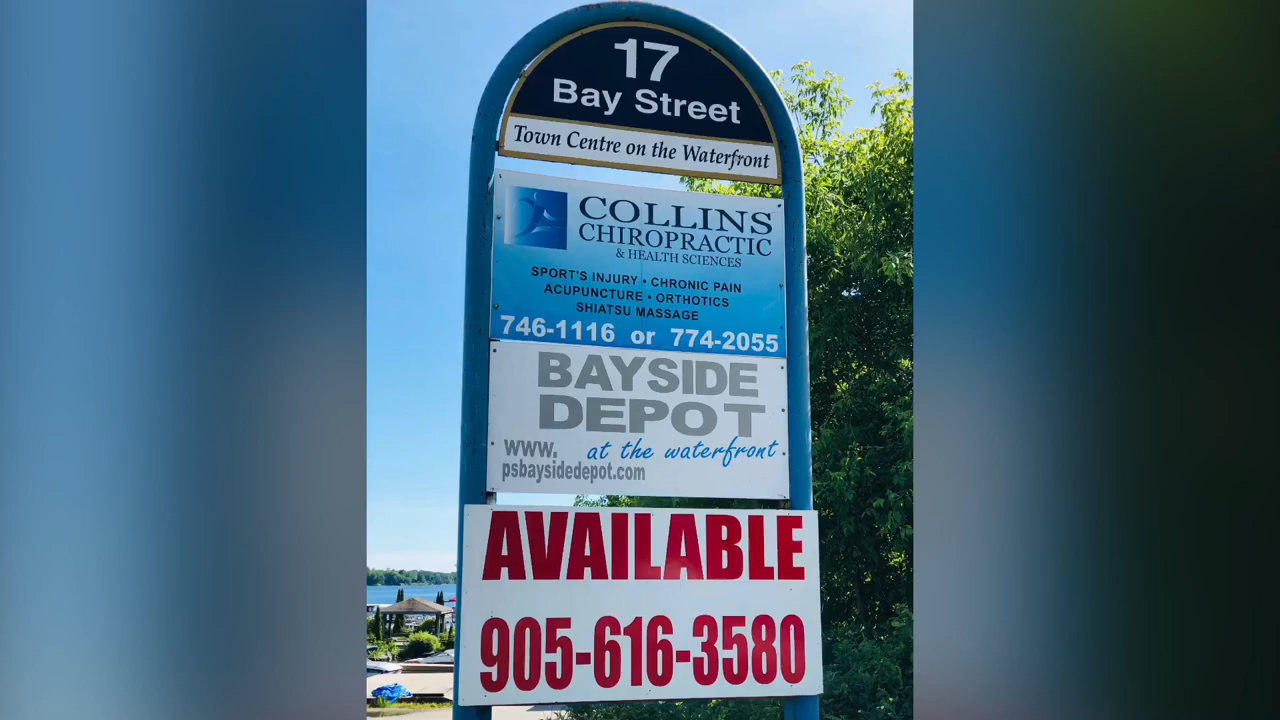 17
Bay Street
Town Centre on the Waterfront
COLLINS
CHIROPRACTIC
& HEALTH SCIENCES
SPORT'S INJURY • CHRONIC PAIN
ACUPUNCTURE • ORTHOTICS
SHIATSU MASSAGE
746-1116 or 774-2055
BAYSIDE
DEPOT
www. at the waterfront
psbaysidedepot.com
AVAILABLE
905-616-3580